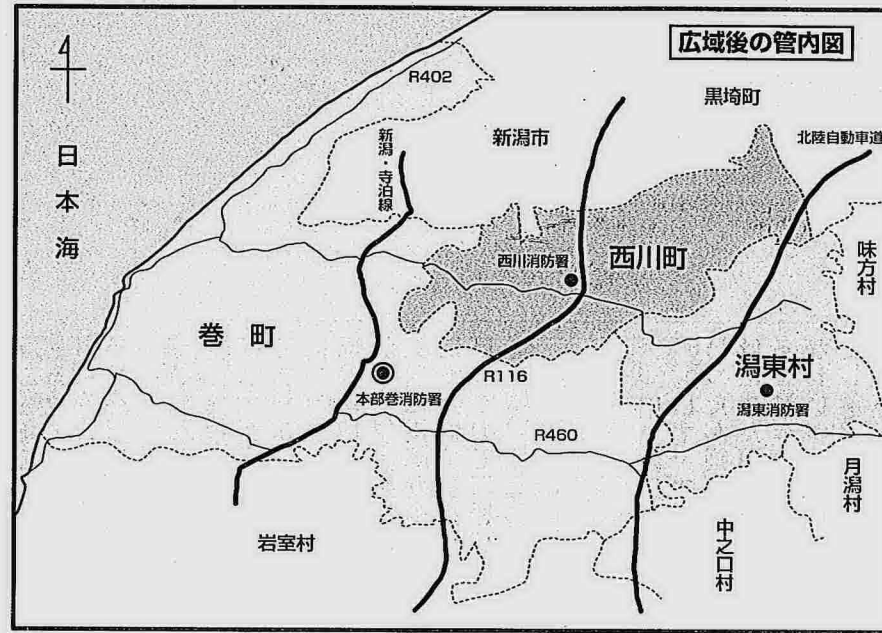 広域後の管内図
R402
黒埼町
新潟市
北陸自動車道
新潟・寺泊線
日本海
味方村
西川消防署
西川町
巻町
潟東村
R116
本部巻消防署
潟東消防署
R460
月潟村
岩室村
中之口村